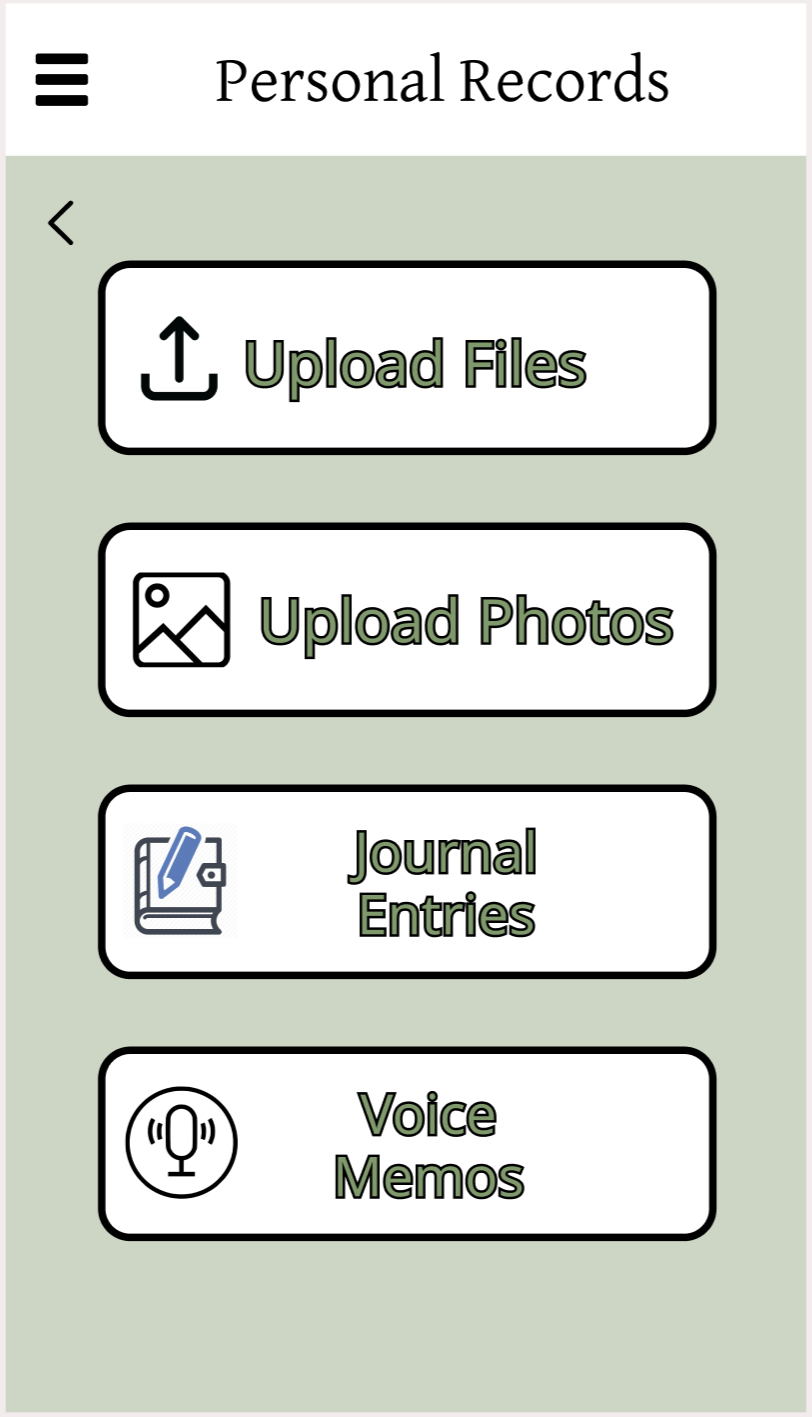 Personal Records
Upload Files
Upload Photos
Journal
Entries
Voice
Memos